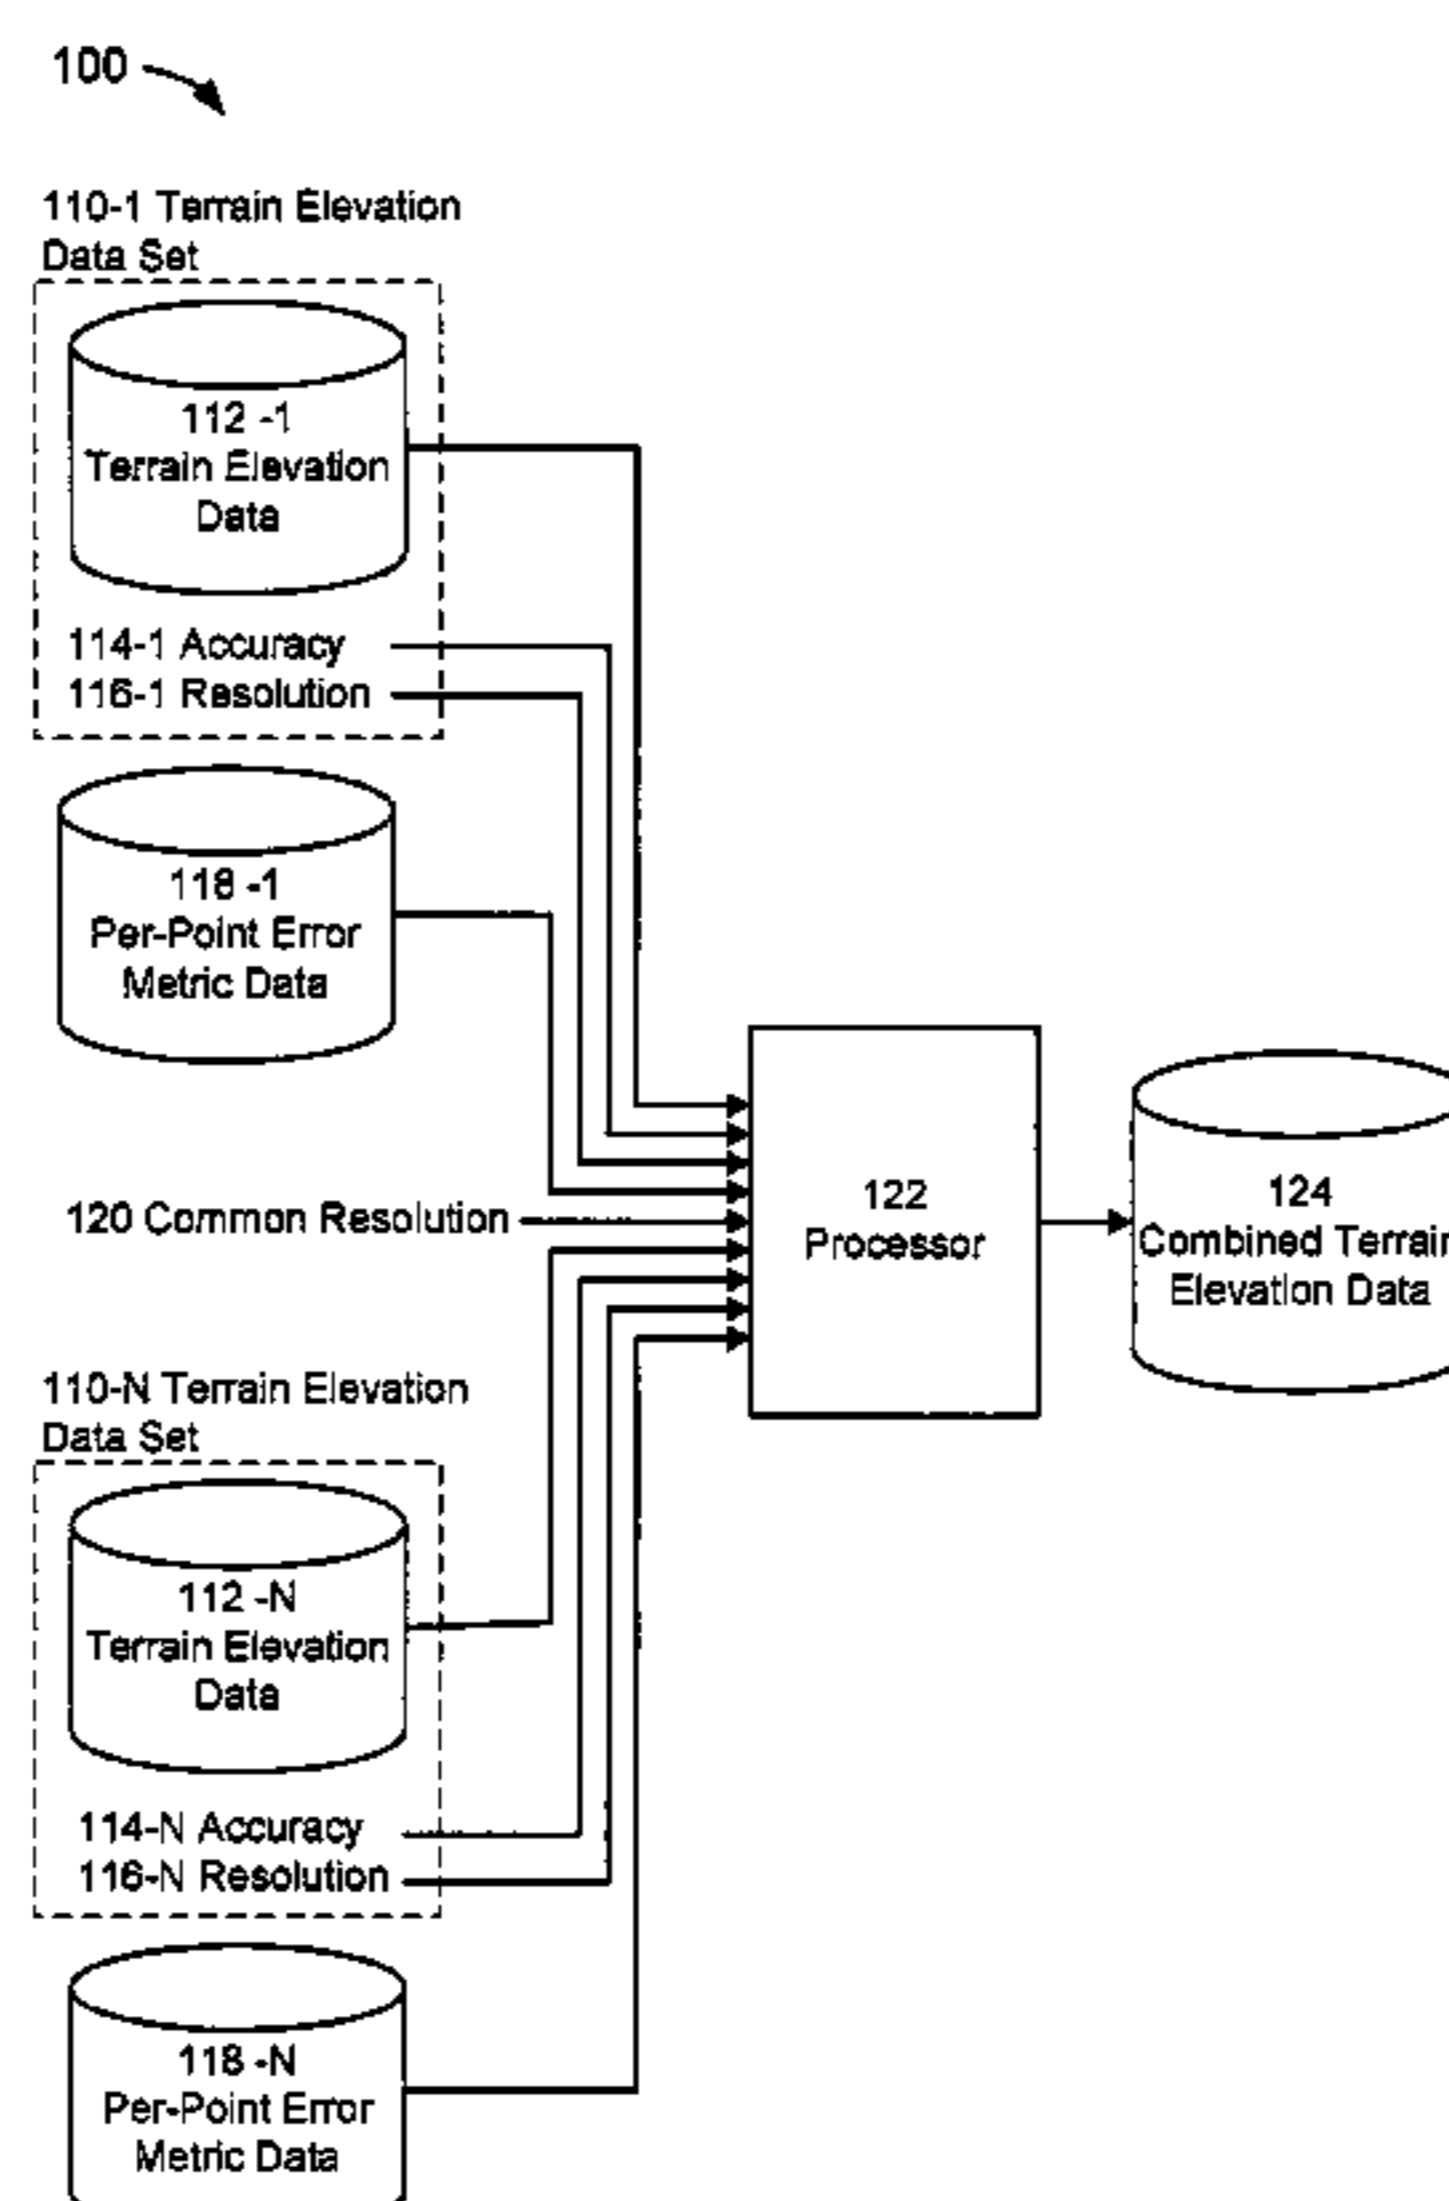 100
110-1 Terrain Elevation
Data Set
112 -1
Terrain Elevation
Data
114-1 Accuracy
116-1 Resolution
118 -1
Per-Point Error
Metric Data
120 Common Resolution
122
Processor
124
Combined Terrain
Elevation Data
110-N Terrain Elevation
Data Set
112 -N
Terrain Elevation
Data
114-N Accuracy
116-N Resolution
118 -N
Per-Point Error
Metric Data